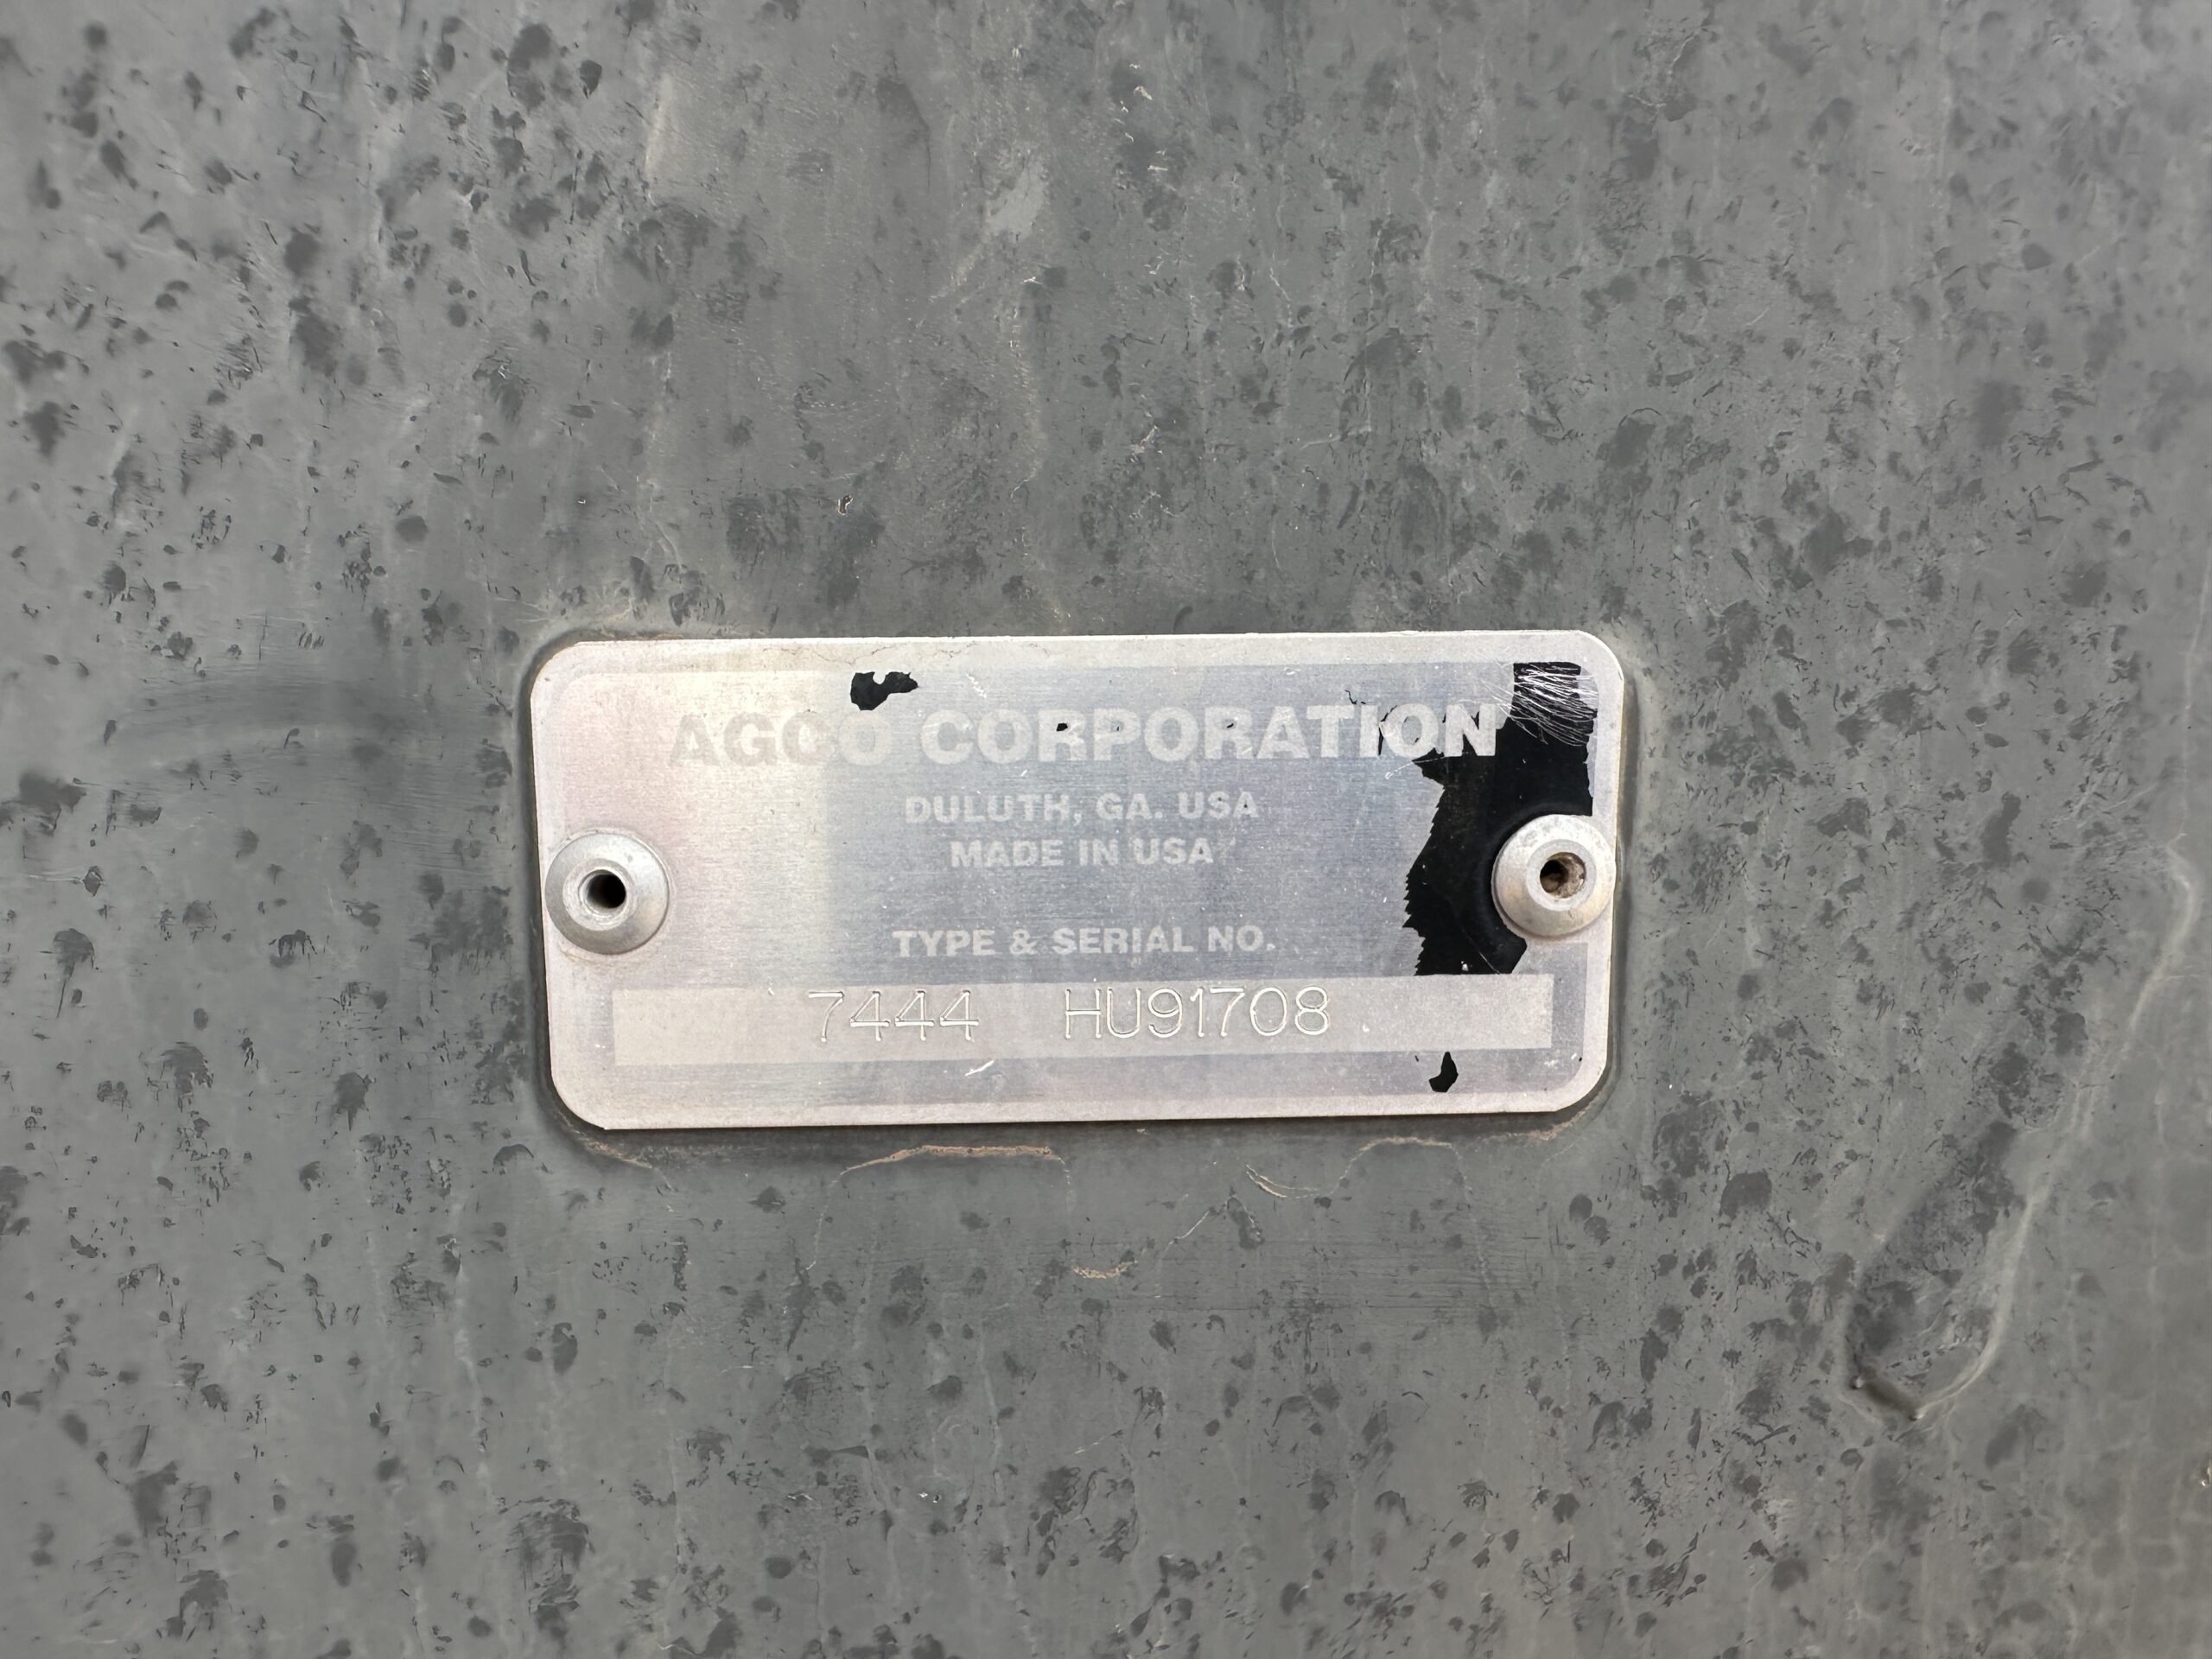 AGCO CORPORATION
DULUTH, GA. USA
MADE IN USA
TYPE & SERIAL NO.
7444 HU91708